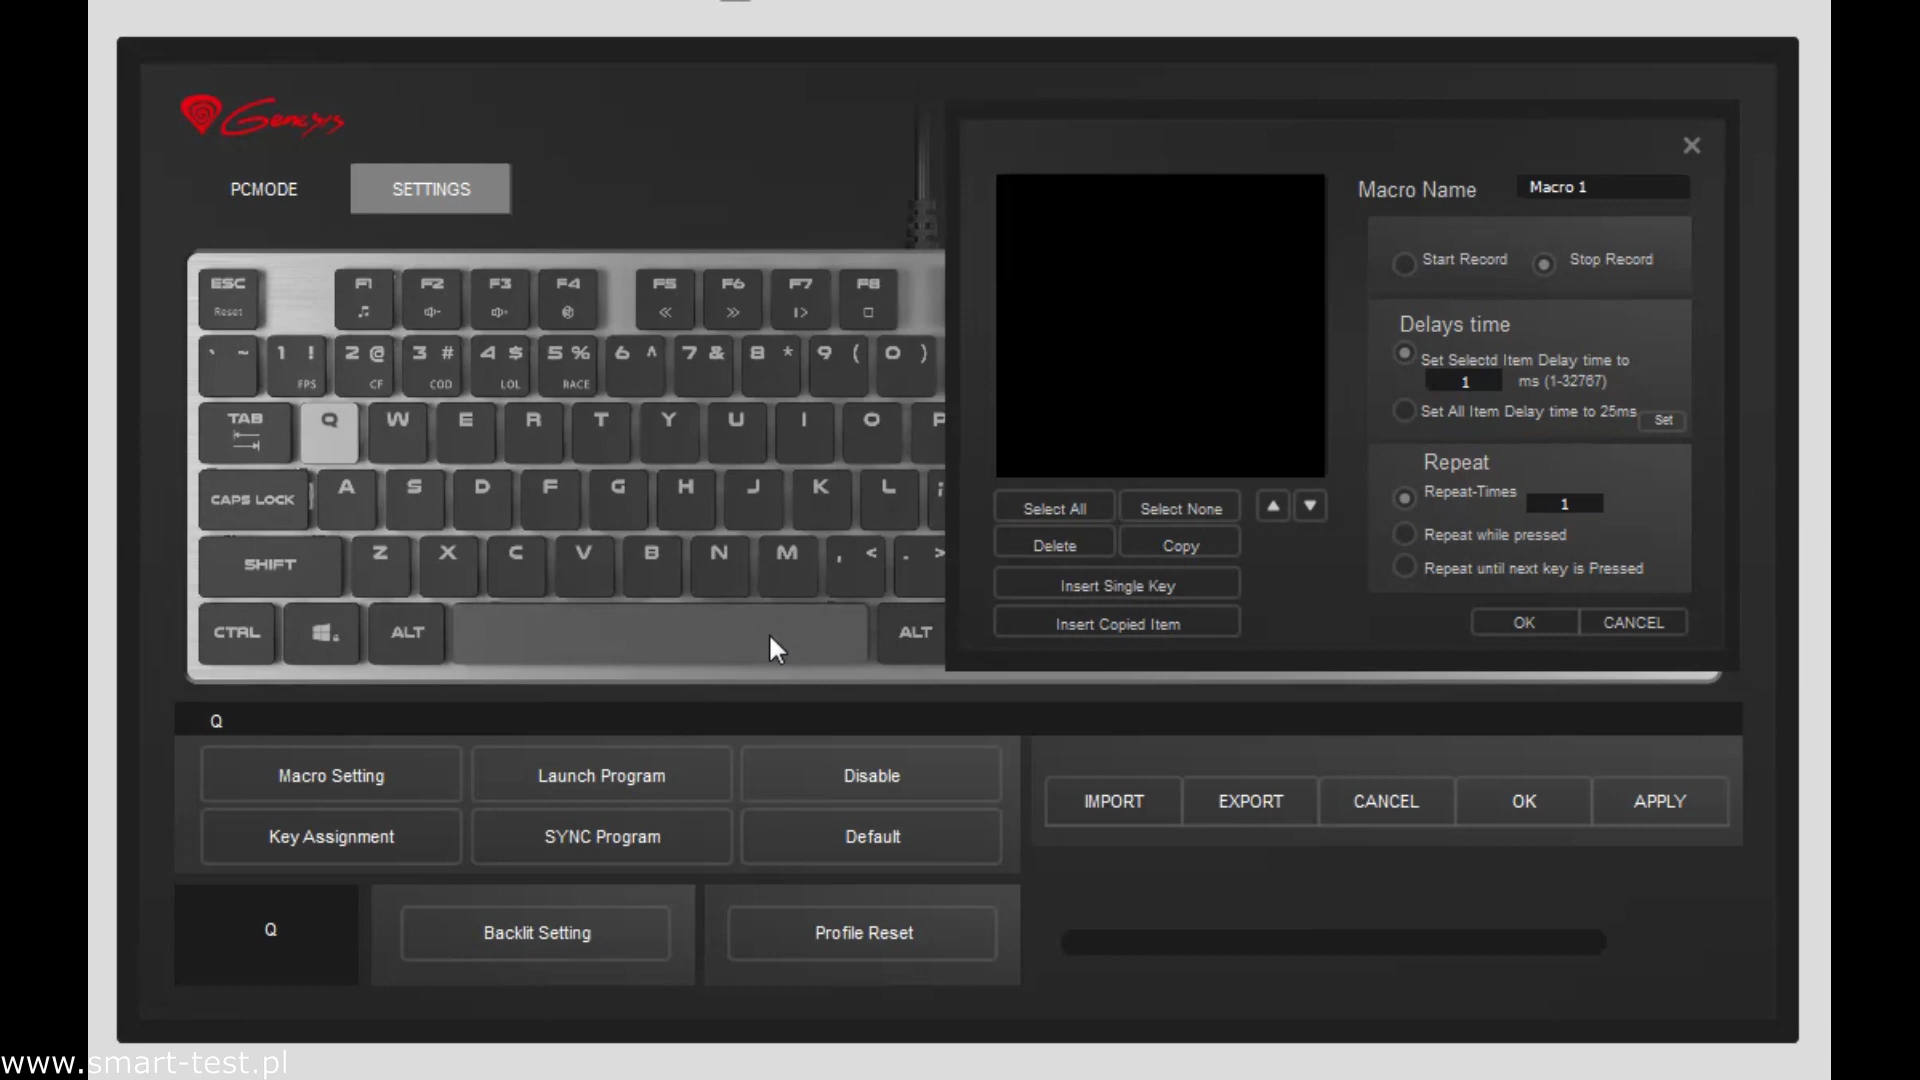 Genesis
PCMODE
SETTINGS
ESC
Reset
F1
F2
F3
F4
F5
F6
F7
F8
` ~
1 !
FPS
2 @
CF
3 #
COD
4 $
LOL
5 %
RACE
6 ^
7 &
8 *
9 (
0 )
TAB
Q
W
E
R
T
Y
U
I
O
P
CAPS LOCK
A
S
D
F
G
H
J
K
L
SHIFT
Z
X
C
V
B
N
M
, <
. >
CTRL
ALT
ALT
Macro Name
Macro 1
Start Record
Stop Record
Delays time
Set Selectd Item Delay time to
1 ms (1-32767)
Set All Item Delay time to 25ms
Set
Repeat
Repeat-Times
1
Repeat while pressed
Repeat until next key is Pressed
Select All
Select None
Delete
Copy
Insert Single Key
Insert Copied Item
OK
CANCEL
Q
Macro Setting
Launch Program
Disable
Key Assignment
SYNC Program
Default
IMPORT
EXPORT
CANCEL
OK
APPLY
Q
Backlit Setting
Profile Reset
www.smart-test.pl